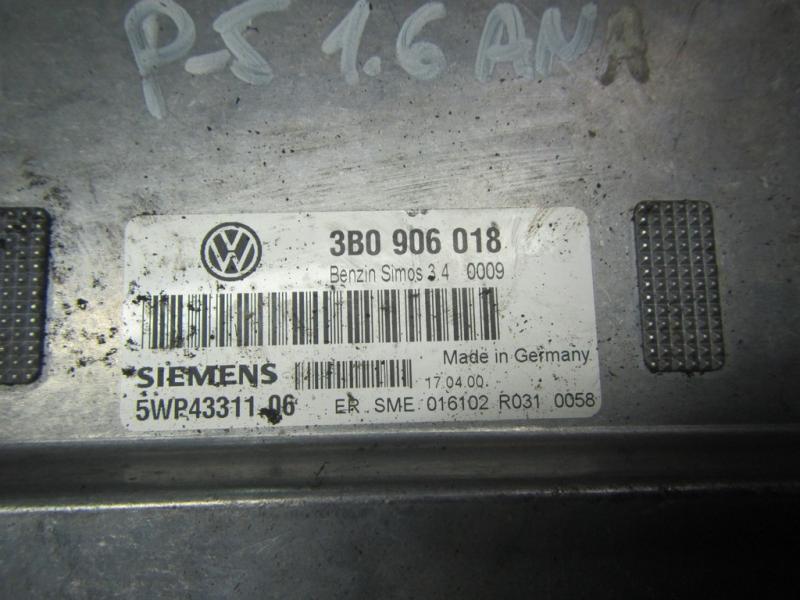 P-5 1.6 ANA
VW
3B0 906 018
Benzin Simos 3.4 0009
Made in Germany
SIEMENS 17.04.00
5WP43311 06 ER. SME. 016102 R031 0058